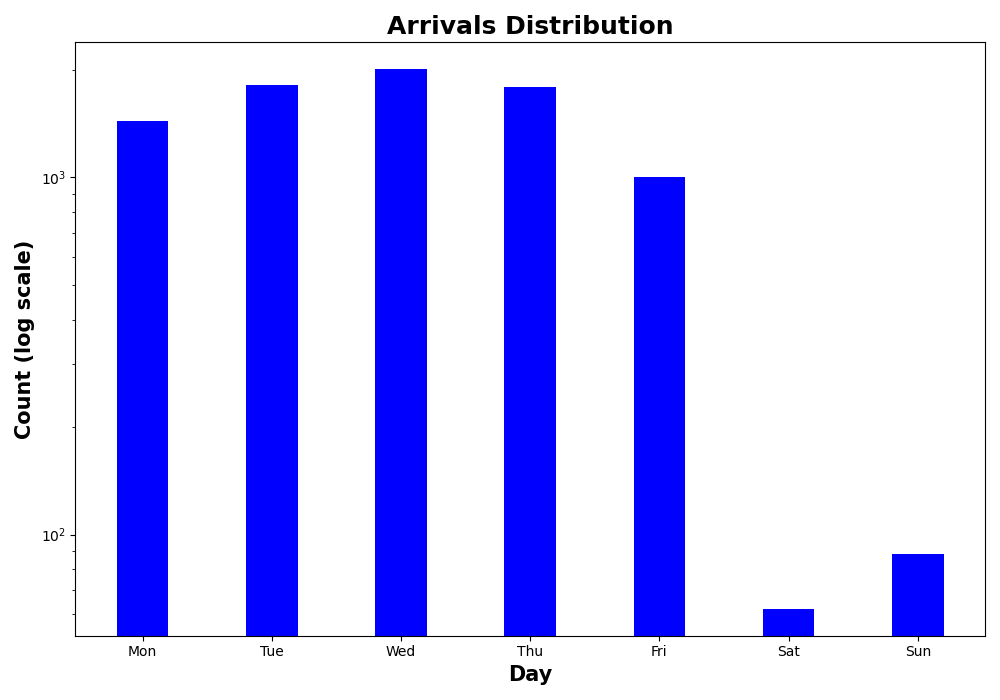 Arrivals Distribution
Count (log scale)
10³
10²
Mon Tue Wed Thu Fri Sat Sun
Day